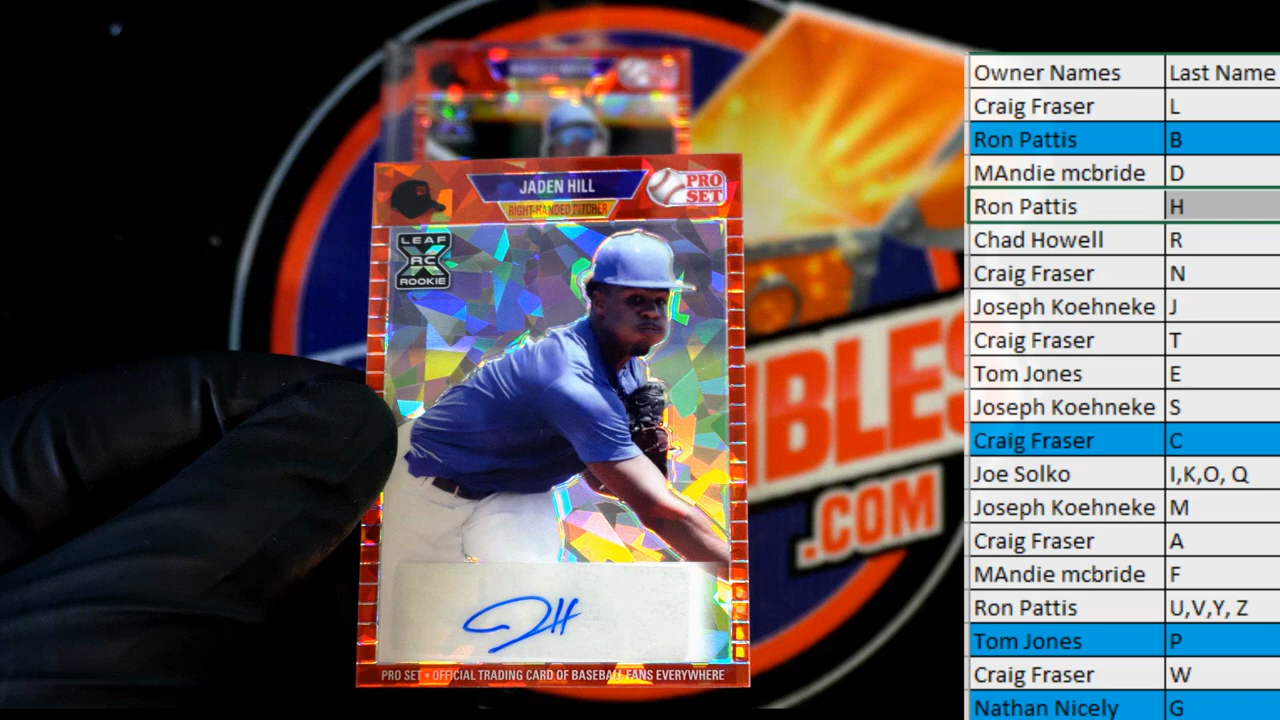 JADEN HILL
RIGHT-HANDED PITCHER
PRO
SET
LEAF
RC
ROOKIE
JH
PRO SET • OFFICIAL TRADING CARD OF BASEBALL FANS EVERYWHERE
IBLES
.COM
Owner Names Last Name
Craig Fraser L
Ron Pattis B
MAndie mcbride D
Ron Pattis H
Chad Howell R
Craig Fraser N
Joseph Koehneke J
Craig Fraser T
Tom Jones E
Joseph Koehneke S
Craig Fraser C
Joe Solko I,K,O, Q
Joseph Koehneke M
Craig Fraser A
MAndie mcbride F
Ron Pattis U,V,Y, Z
Tom Jones P
Craig Fraser W
Nathan Nicely G